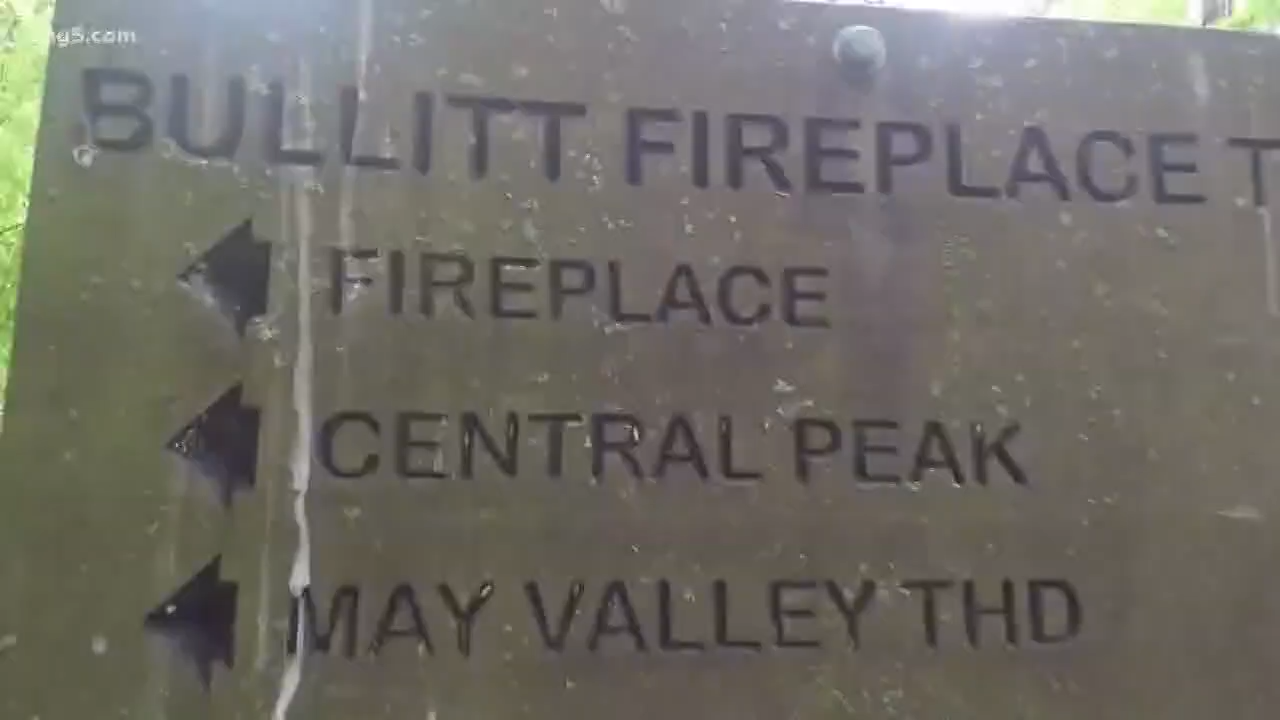 BULLITT FIREPLACE T
FIREPLACE
CENTRAL PEAK
MAY VALLEY THD